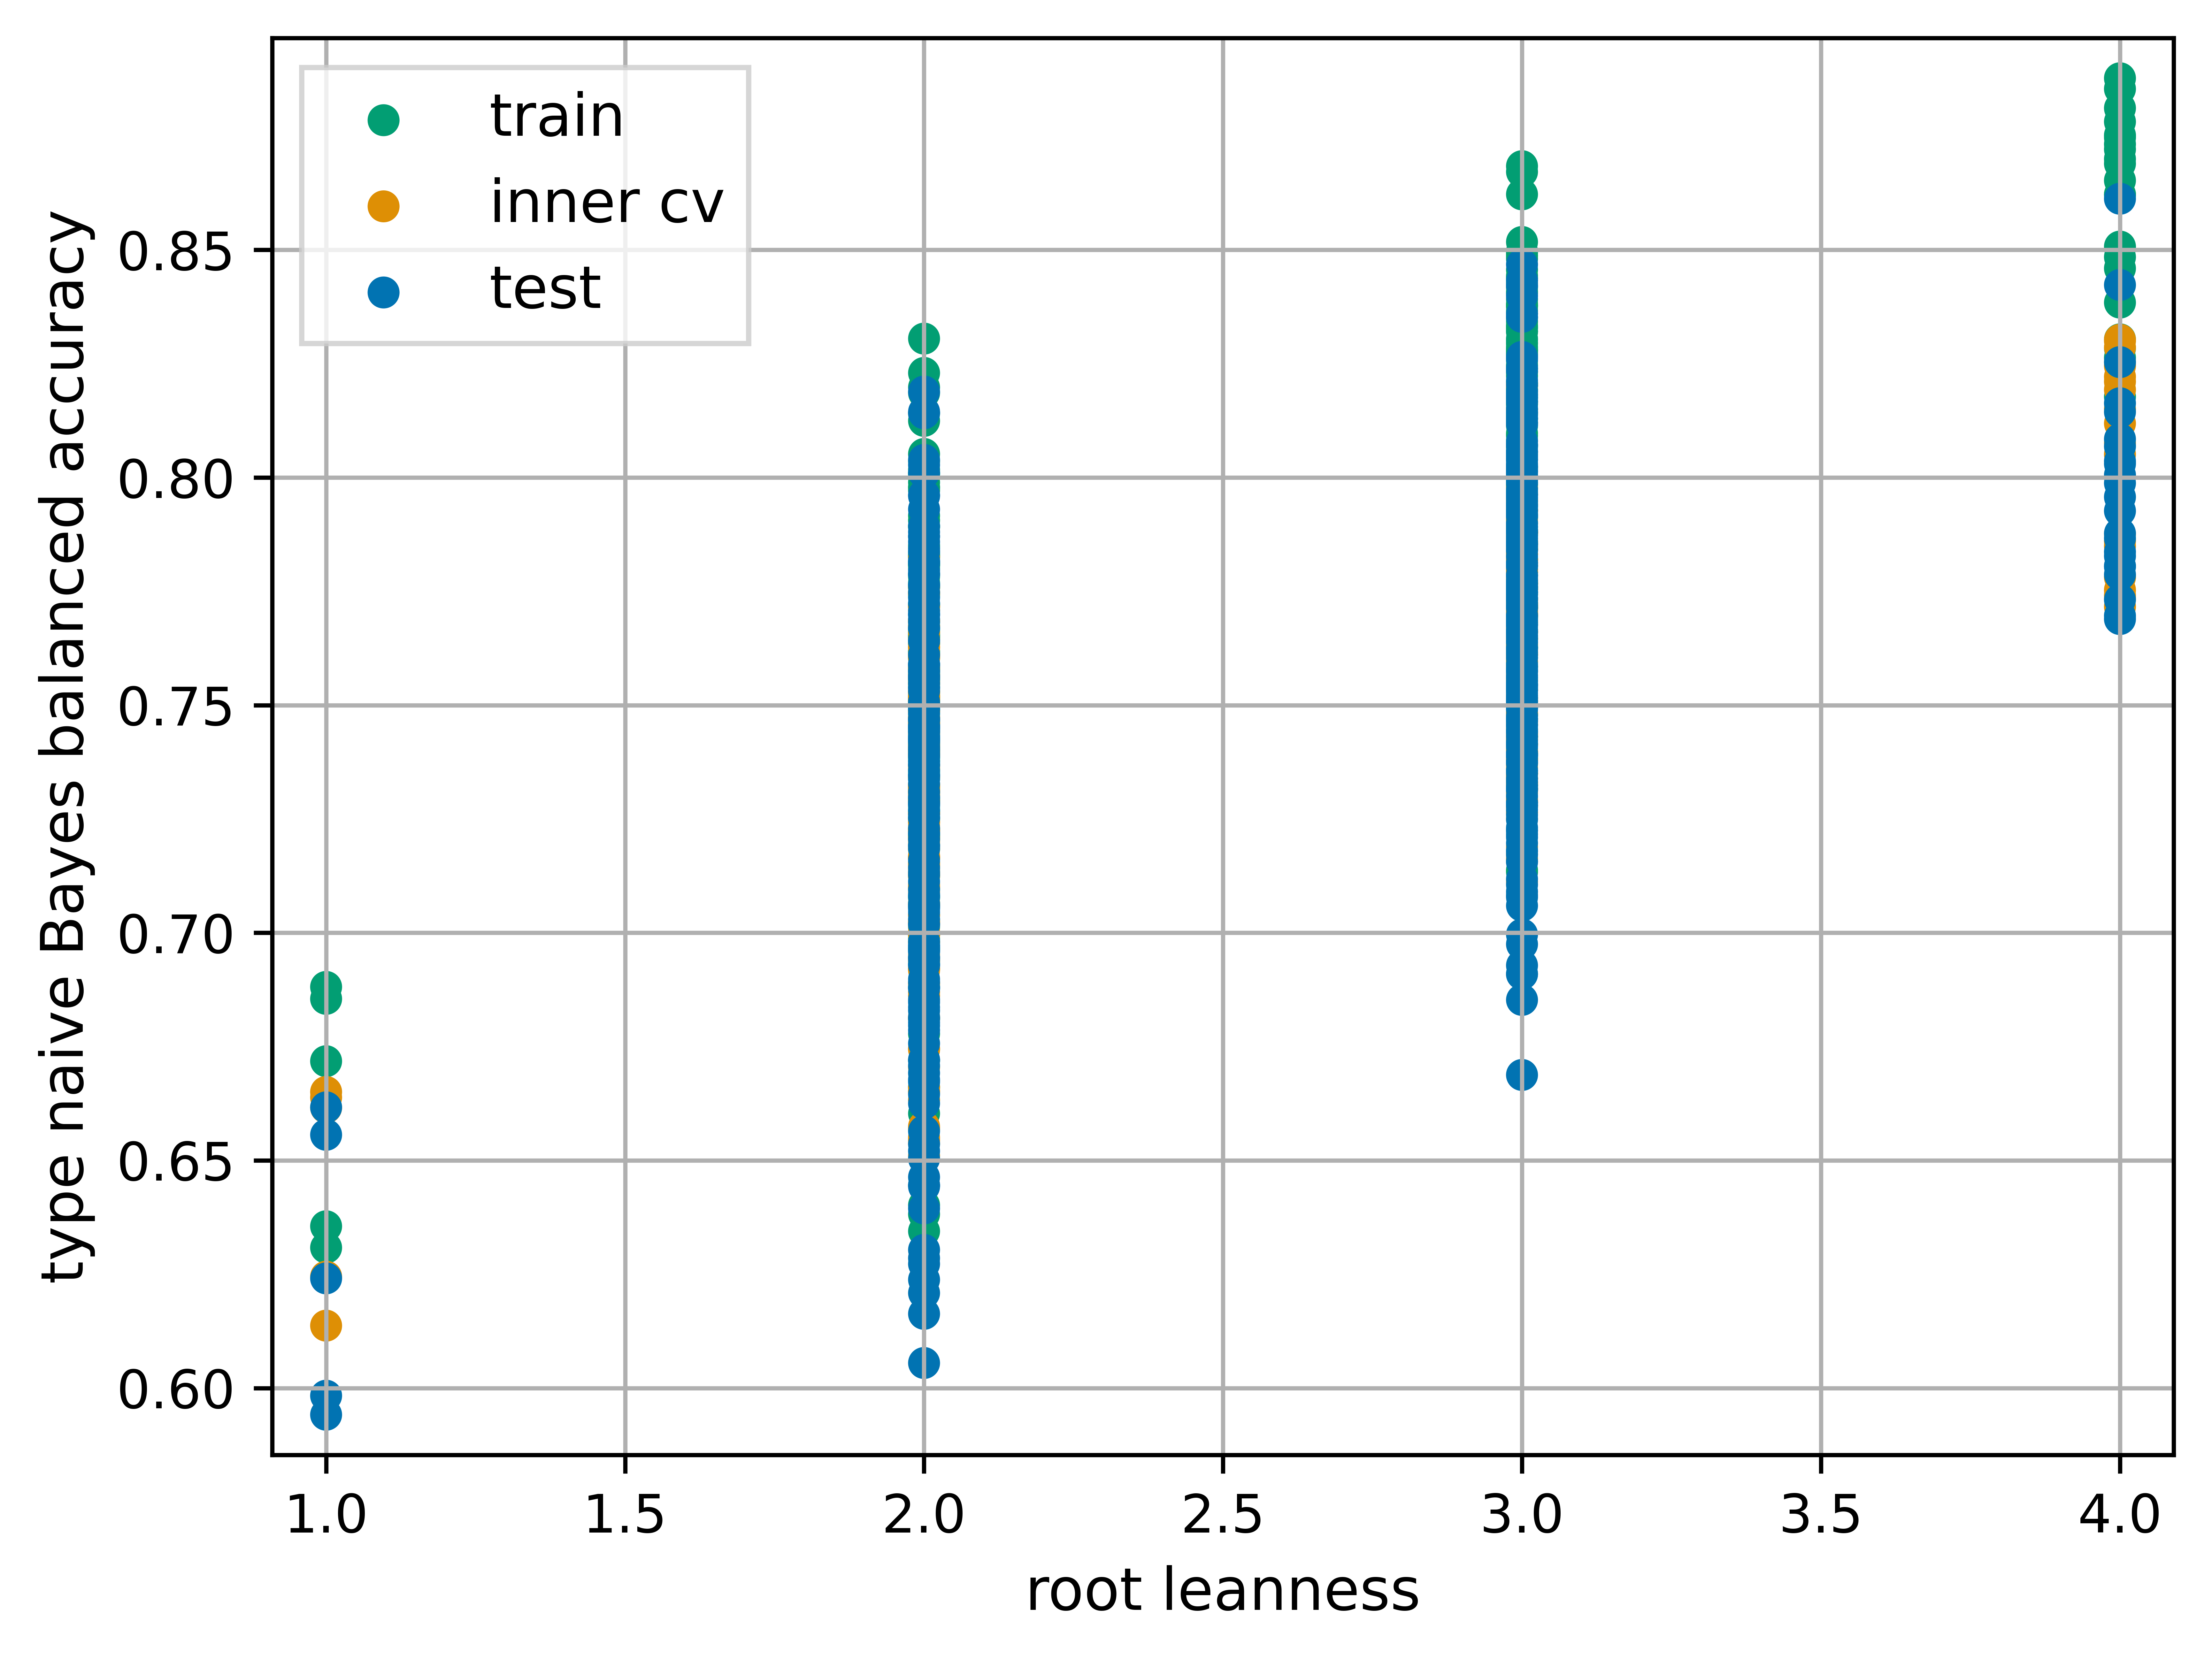 train
inner cv
test
type naive Bayes balanced accuracy
0.85
0.80
0.75
0.70
0.65
0.60
1.0 1.5 2.0 2.5 3.0 3.5 4.0
root leanness